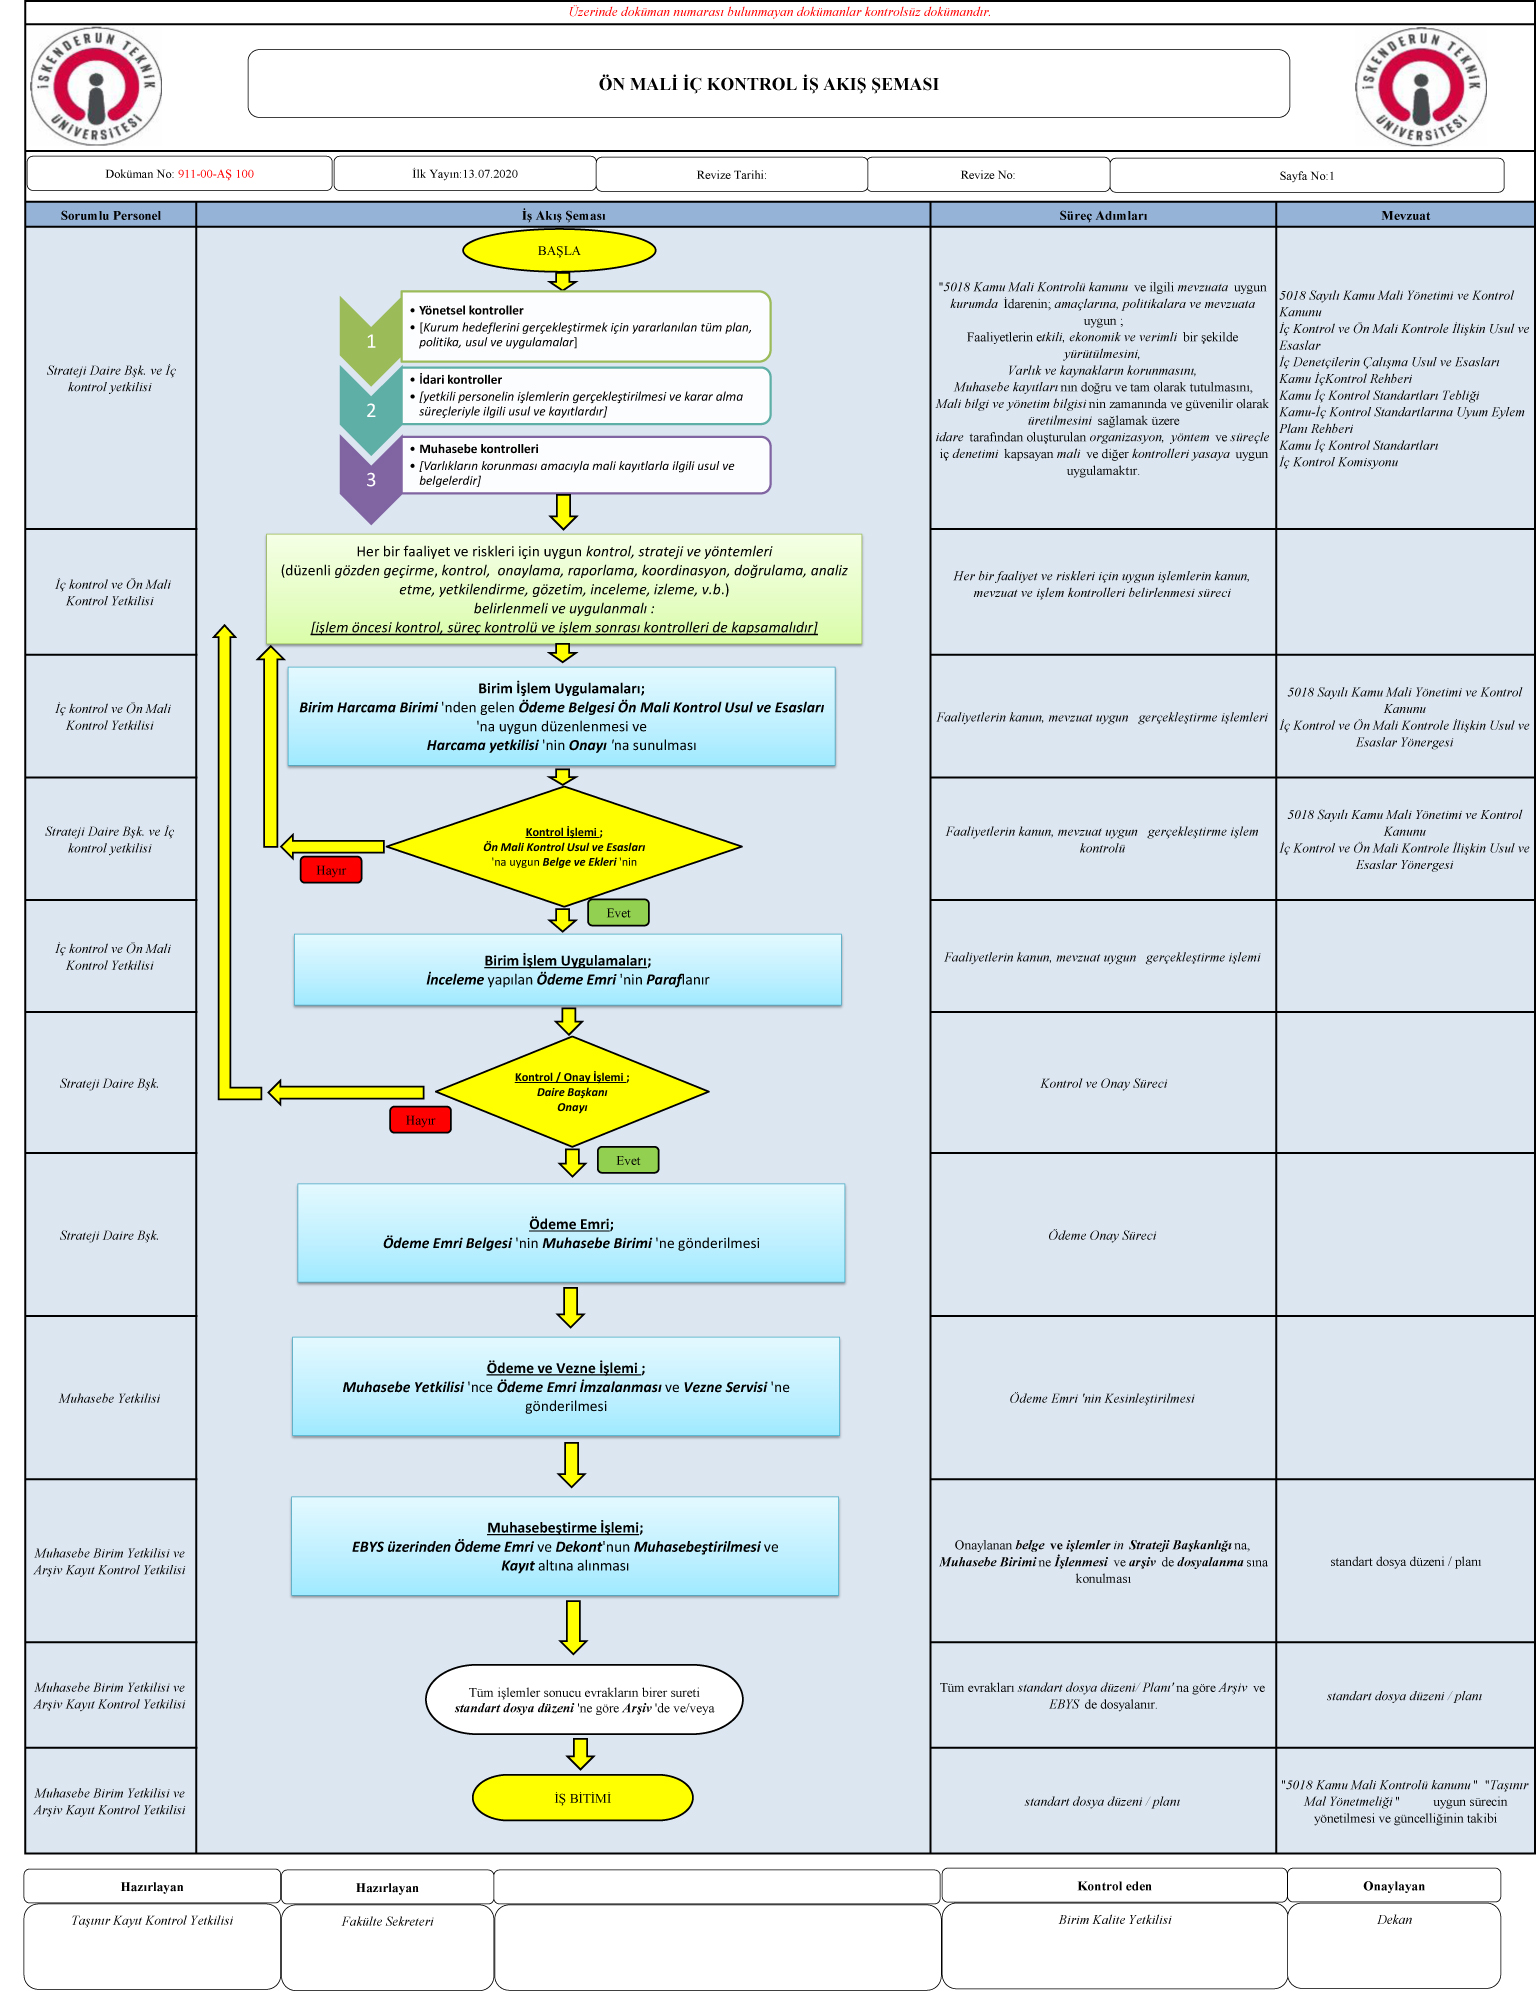 Üzerinde doküman numarası bulunmayan dokümanlar kontrolsüz dokümandır.
İSKENDERUN TEKNİK ÜNİVERSİTESİ
ÖN MALİ İÇ KONTROL İŞ AKIŞ ŞEMASI
İSKENDERUN TEKNİK ÜNİVERSİTESİ
Doküman No: 911-00-AŞ 100
İlk Yayın:13.07.2020
Revize Tarihi:
Revize No:
Sayfa No:1
Sorumlu Personel
İş Akış Şeması
Süreç Adımları
Mevzuat
Strateji Daire Bşk. ve İç
kontrol yetkilisi
BAŞLA
1
• Yönetsel kontroller
• [Kurum hedeflerini gerçekleştirmek için yararlanılan tüm plan,
politika, usul ve uygulamalar]
2
• İdari kontroller
• [yetkili personelin işlemlerin gerçekleştirilmesi ve karar alma
süreçleriyle ilgili usul ve kayıtlardır]
3
• Muhasebe kontrolleri
• [Varlıkların korunması amacıyla mali kayıtlarla ilgili usul ve
belgelerdir]
"5018 Kamu Mali Kontrolü kanunu ve ilgili mevzuata uygun
kurumda İdarenin; amaçlarına, politikalara ve mevzuata
uygun ;
Faaliyetlerin etkili, ekonomik ve verimli bir şekilde
yürütülmesini,
Varlık ve kaynakların korunmasını,
Muhasebe kayıtları nın doğru ve tam olarak tutulmasını,
Mali bilgi ve yönetim bilgisi nin zamanında ve güvenilir olarak
üretilmesini sağlamak üzere
idare tarafından oluşturulan organizasyon, yöntem ve süreçle
iç denetimi kapsayan mali ve diğer kontrolleri yasaya uygun
uygulamaktır.
5018 Sayılı Kamu Mali Yönetimi ve Kontrol
Kanunu
İç Kontrol ve Ön Mali Kontrole İlişkin Usul ve
Esaslar
İç Denetçilerin Çalışma Usul ve Esasları
Kamu İçKontrol Rehberi
Kamu İç Kontrol Standartları Tebliği
Kamu-İç Kontrol Standartlarına Uyum Eylem
Planı Rehberi
Kamu İç Kontrol Standartları
İç Kontrol Komisyonu
İç kontrol ve Ön Mali
Kontrol Yetkilisi
Her bir faaliyet ve riskleri için uygun kontrol, strateji ve yöntemleri
(düzenli gözden geçirme, kontrol, onaylama, raporlama, koordinasyon, doğrulama, analiz
etme, yetkilendirme, gözetim, inceleme, izleme, v.b.)
belirlenmeli ve uygulanmalı :
[işlem öncesi kontrol, süreç kontrolü ve işlem sonrası kontrolleri de kapsamalıdır]
Her bir faaliyet ve riskleri için uygun işlemlerin kanun,
mevzuat ve işlem kontrolleri belirlenmesi süreci
İç kontrol ve Ön Mali
Kontrol Yetkilisi
Birim İşlem Uygulamaları;
Birim Harcama Birimi 'nden gelen Ödeme Belgesi Ön Mali Kontrol Usul ve Esasları
'na uygun düzenlenmesi ve
Harcama yetkilisi 'nin Onayı 'na sunulması
Faaliyetlerin kanun, mevzuat uygun gerçekleştirme işlemleri
5018 Sayılı Kamu Mali Yönetimi ve Kontrol
Kanunu
İç Kontrol ve Ön Mali Kontrole İlişkin Usul ve
Esaslar Yönergesi
Strateji Daire Bşk. ve İç
kontrol yetkilisi
Kontrol İşlemi ;
Ön Mali Kontrol Usul ve Esasları
'na uygun Belge ve Ekleri 'nin
Hayır
Evet
Faaliyetlerin kanun, mevzuat uygun gerçekleştirme işlem
kontrolü
5018 Sayılı Kamu Mali Yönetimi ve Kontrol
Kanunu
İç Kontrol ve Ön Mali Kontrole İlişkin Usul ve
Esaslar Yönergesi
İç kontrol ve Ön Mali
Kontrol Yetkilisi
Birim İşlem Uygulamaları;
İnceleme yapılan Ödeme Emri 'nin Paraflanır
Faaliyetlerin kanun, mevzuat uygun gerçekleştirme işlemi
Strateji Daire Bşk.
Kontrol / Onay İşlemi ;
Daire Başkanı
Onayı
Hayır
Evet
Kontrol ve Onay Süreci
Strateji Daire Bşk.
Ödeme Emri;
Ödeme Emri Belgesi 'nin Muhasebe Birimi 'ne gönderilmesi
Ödeme Onay Süreci
Muhasebe Yetkilisi
Ödeme ve Vezne İşlemi ;
Muhasebe Yetkilisi 'nce Ödeme Emri İmzalanması ve Vezne Servisi 'ne
gönderilmesi
Ödeme Emri 'nin Kesinleştirilmesi
Muhasebe Birim Yetkilisi ve
Arşiv Kayıt Kontrol Yetkilisi
Muhasebeştirme İşlemi;
EBYS üzerinden Ödeme Emri ve Dekont'nun Muhasebeştirilmesi ve
Kayıt altına alınması
Onaylanan belge ve işlemler in Strateji Başkanlığı na,
Muhasebe Birimi ne İşlenmesi ve arşiv de dosyalanma sına
konulması
standart dosya düzeni / planı
Muhasebe Birim Yetkilisi ve
Arşiv Kayıt Kontrol Yetkilisi
Tüm işlemler sonucu evrakların birer sureti
standart dosya düzeni 'ne göre Arşiv 'de ve/veya
Tüm evrakları standart dosya düzeni/ Planı' na göre Arşiv ve
EBYS de dosyalanır.
standart dosya düzeni / planı
Muhasebe Birim Yetkilisi ve
Arşiv Kayıt Kontrol Yetkilisi
İŞ BİTİMİ
standart dosya düzeni / planı
"5018 Kamu Mali Kontrolü kanunu " "Taşınır
Mal Yönetmeliği " uygun sürecin
yönetilmesi ve güncelliğinin takibi
Hazırlayan
Hazırlayan
Kontrol eden
Onaylayan
Taşınır Kayıt Kontrol Yetkilisi
Fakülte Sekreteri
Birim Kalite Yetkilisi
Dekan